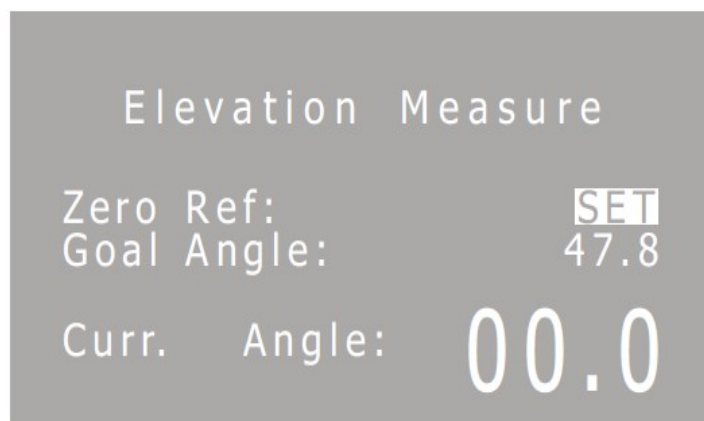 Elevation Measure
Zero Ref: SET
Goal Angle: 47.8
Curr. Angle: 00.0